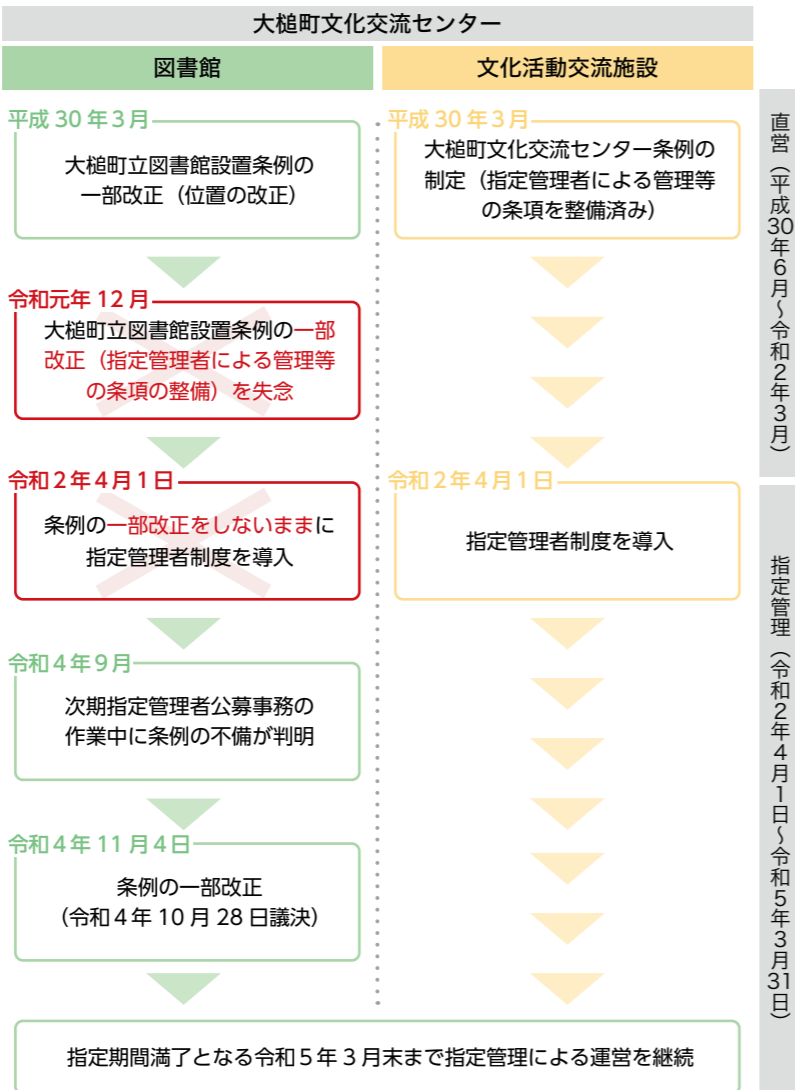 大槌町文化交流センター
図書館
文化活動交流施設
平成30年3月
大槌町立図書館設置条例の
一部改正（位置の改正）
平成30年3月
大槌町文化交流センター条例の
制定（指定管理者による管理等
の条項を整備済み）
令和元年12月
大槌町立図書館設置条例の一部
改正（指定管理者による管理等
の条項の整備）を失念
令和2年4月1日
条例の一部改正をしないままに
指定管理者制度を導入
令和2年4月1日
指定管理者制度を導入
令和4年9月
次期指定管理者公募事務の
作業中に条例の不備が判明
令和4年11月4日
条例の一部改正
（令和4年10月28日議決）
指定期間満了となる令和5年3月末まで指定管理による運営を継続
直営（平成30年6月～令和2年3月）
指定管理（令和2年4月1日～令和5年3月31日）